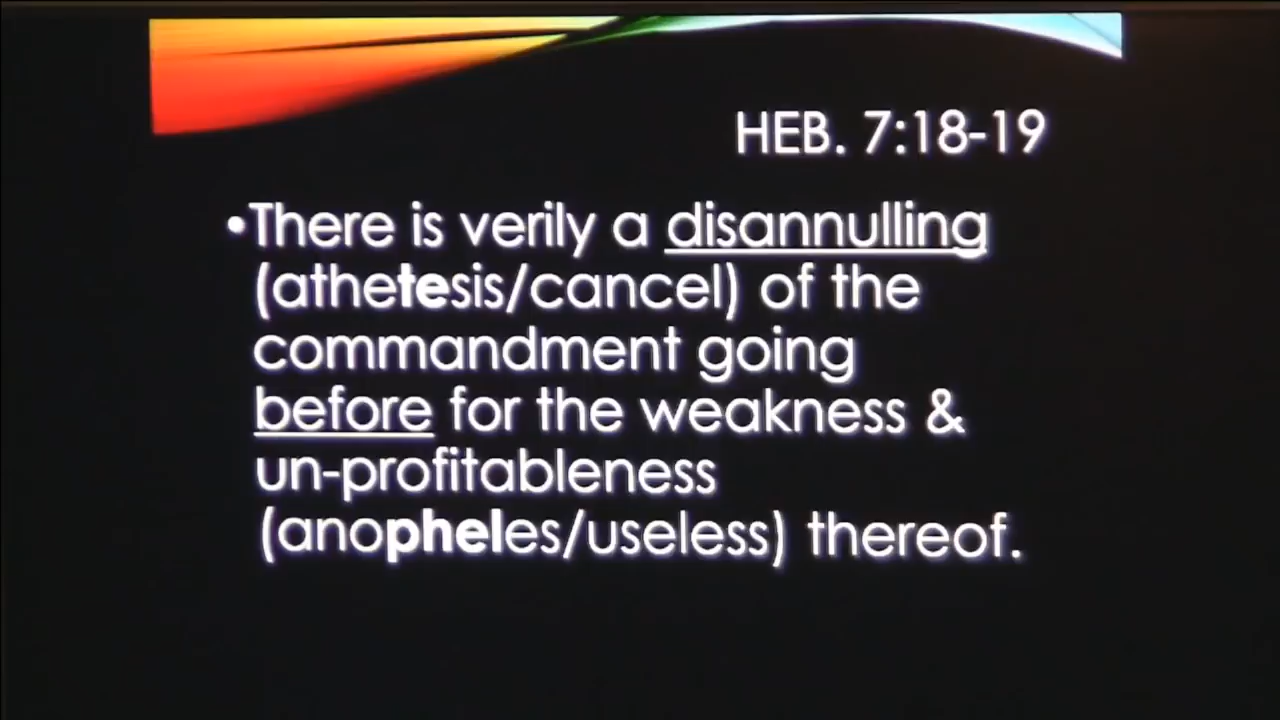 HEB. 7:18-19
•There is verily a disannulling
(athetesis/cancel) of the
commandment going
before for the weakness &
un-profitableness
(anopheles/useless) thereof.